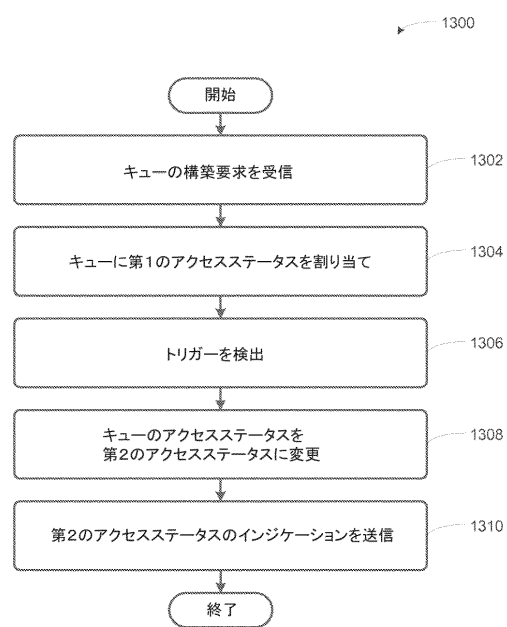 1300
開始
キューの構築要求を受信
1302
キューに第1のアクセスステータスを割り当て
1304
トリガーを検出
1306
キューのアクセスステータスを
第2のアクセスステータスに変更
1308
第2のアクセスステータスのインジケーションを送信
1310
終了